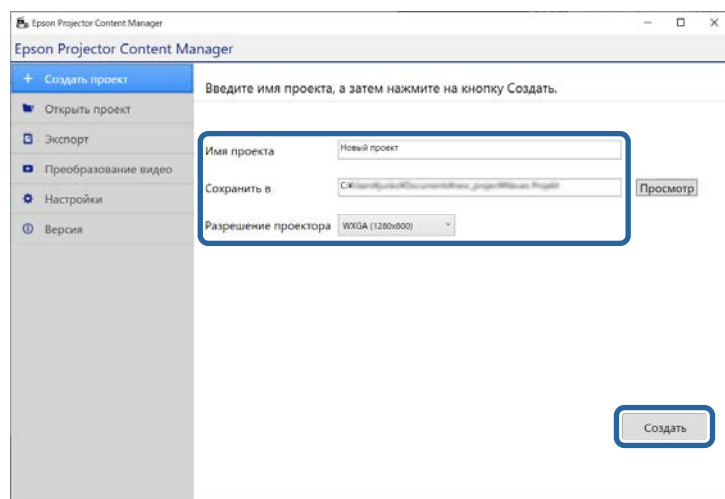 Epson Projector Content Manager
Epson Projector Content Manager
Создать проект
Введите имя проекта, а затем нажмите на кнопку Создать.
Открыть проект
Экспорт
Преобразование видео
Настройки
Версия
Имя проекта
Новый проект
Сохранить в
C:¥
Просмотр
Разрешение проектора
WXGA (1280x800)
Создать